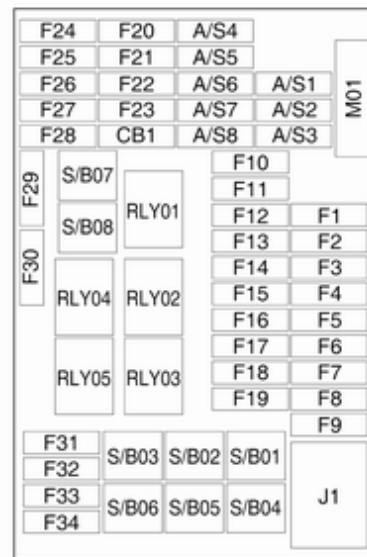 F24 F20 A/S4
F25 F21 A/S5
F26 F22 A/S6 A/S1
F27 F23 A/S7 A/S2
F28 CB1 A/S8 A/S3
M01
F29
F30
S/B07
S/B08
RLY01
RLY04 RLY02
RLY05 RLY03
F10
F11
F12 F1
F13 F2
F14 F3
F15 F4
F16 F5
F17 F6
F18 F7
F19 F8
F9
F31
F32
F33
F34
S/B03 S/B02 S/B01
S/B06 S/B05 S/B04
J1